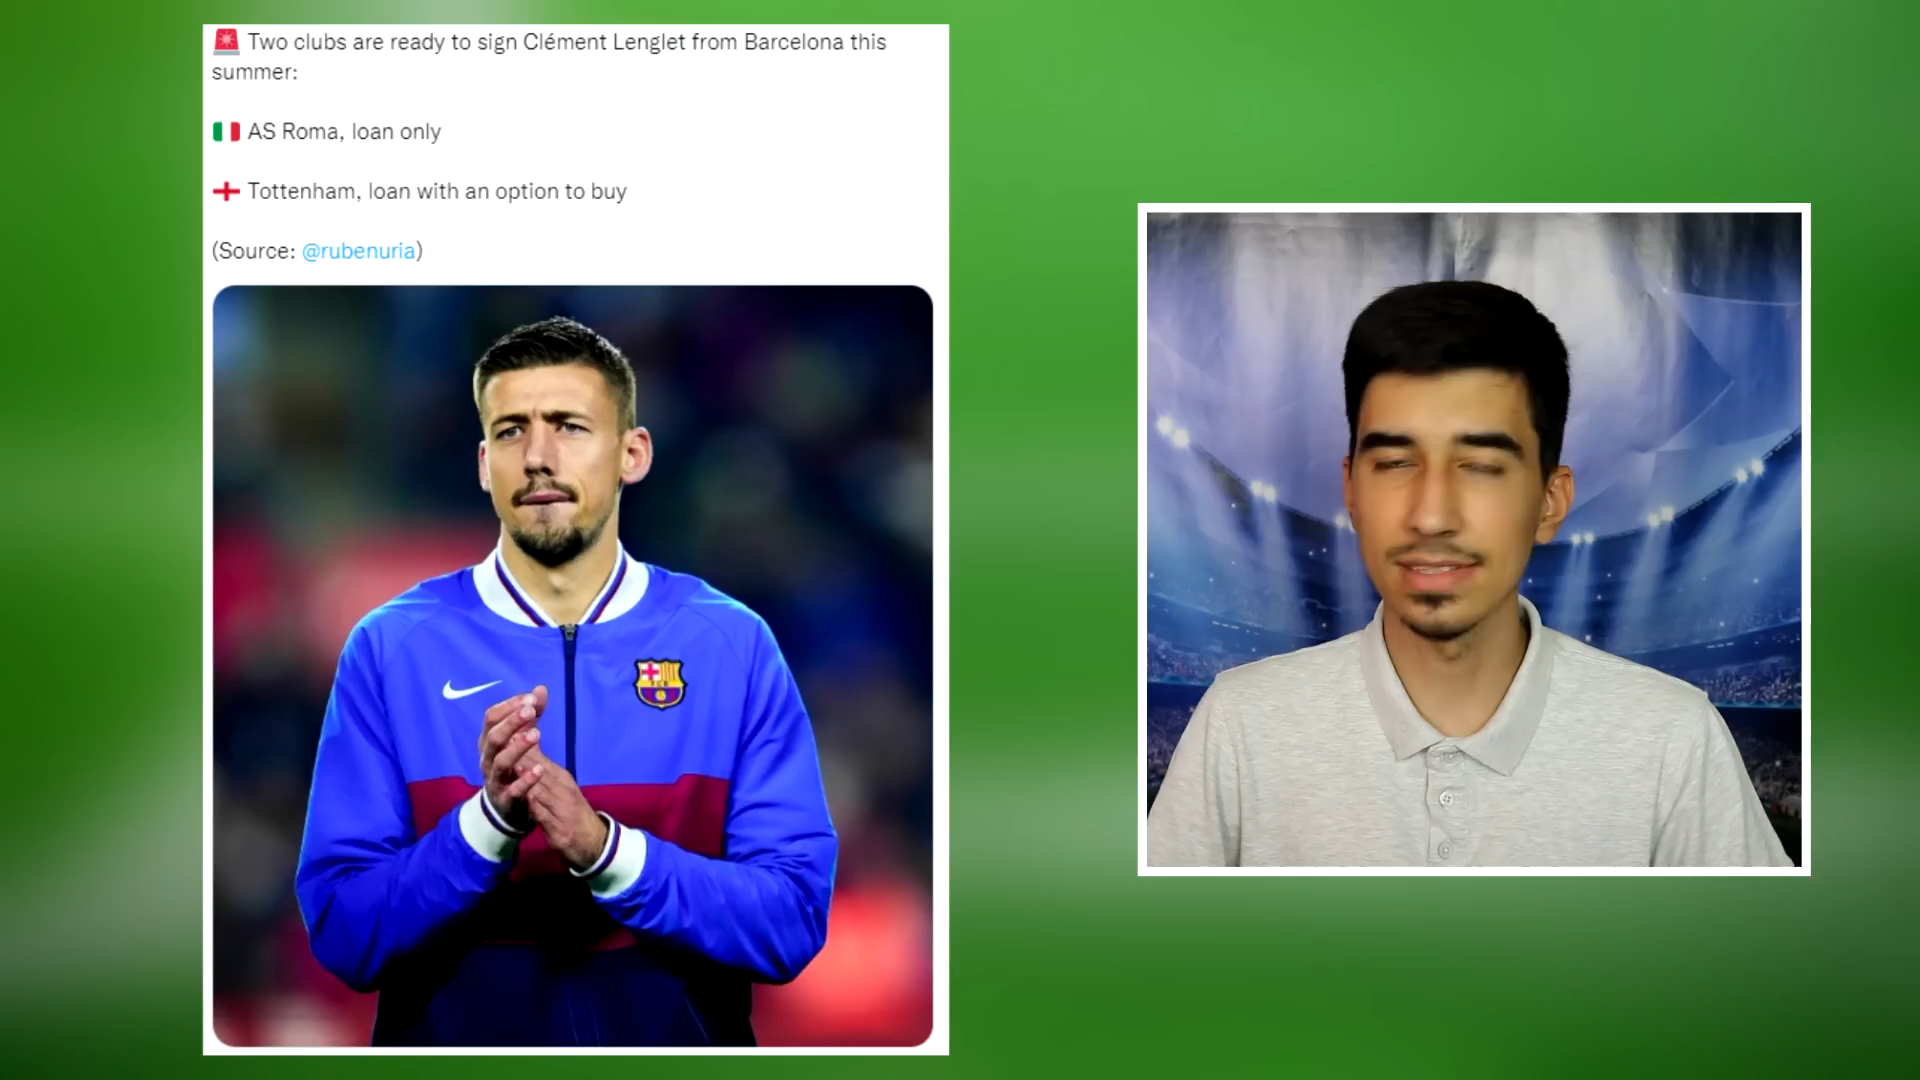 🚨 Two clubs are ready to sign Clément Lenglet from Barcelona this
summer:
🇮🇹 AS Roma, loan only
🏴󠁧󠁢󠁥󠁮󠁧󠁿 Tottenham, loan with an option to buy
(Source: @rubenuria)